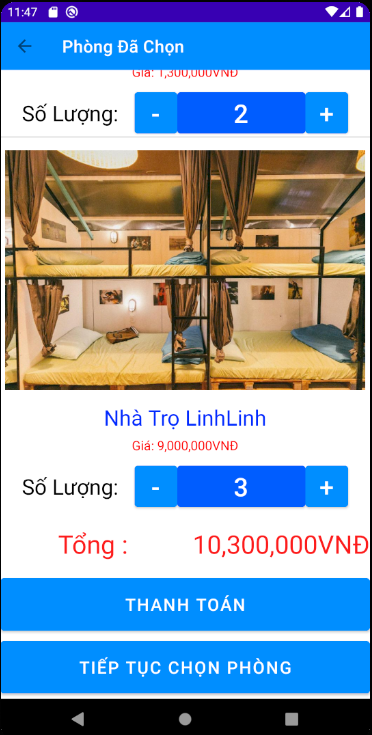 11:47
Phòng Đã Chọn
Giá: 1,300,000VNĐ
Số Lượng: - 2 +
Nhà Trọ LinhLinh
Giá: 9,000,000VNĐ
Số Lượng: - 3 +
Tổng : 10,300,000VNĐ
THANH TOÁN
TIẾP TỤC CHỌN PHÒNG